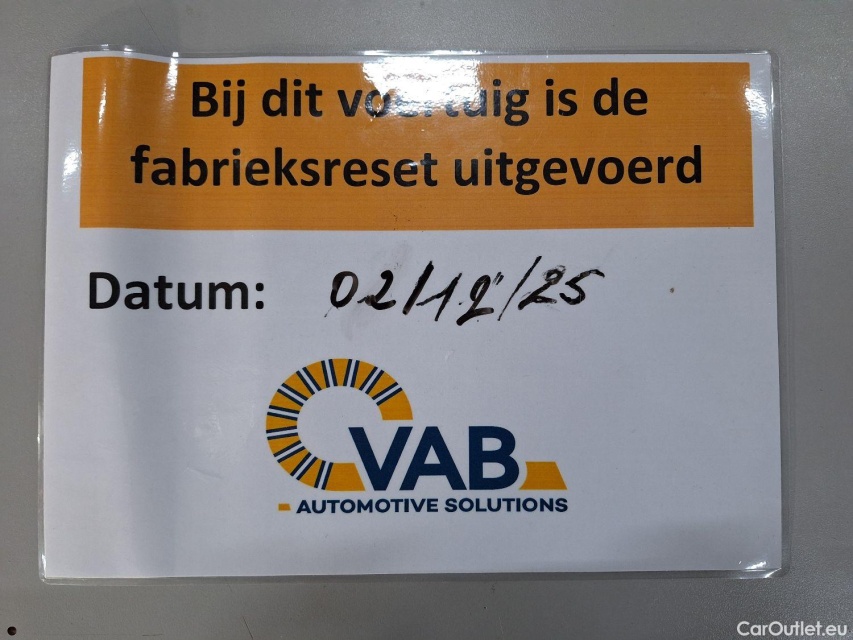 Bij dit voertuig is de
fabrieksreset uitgevoerd
Datum: 02/12/25
VAB
AUTOMOTIVE SOLUTIONS
CarOutlet.eu